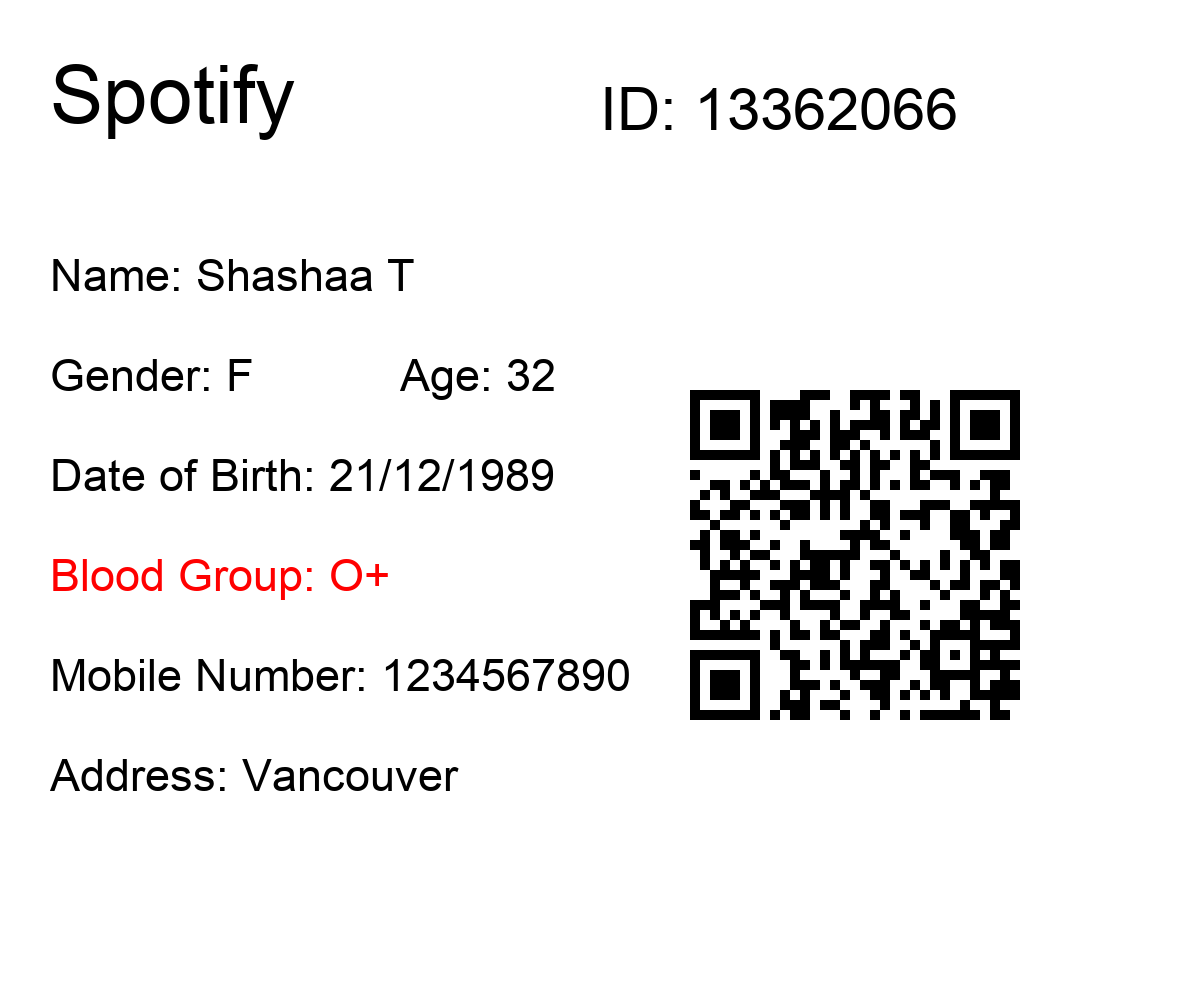 Spotify ID: 13362066
Name: Shashaa T
Gender: F Age: 32
Date of Birth: 21/12/1989
Blood Group: O+
Mobile Number: 1234567890
Address: Vancouver